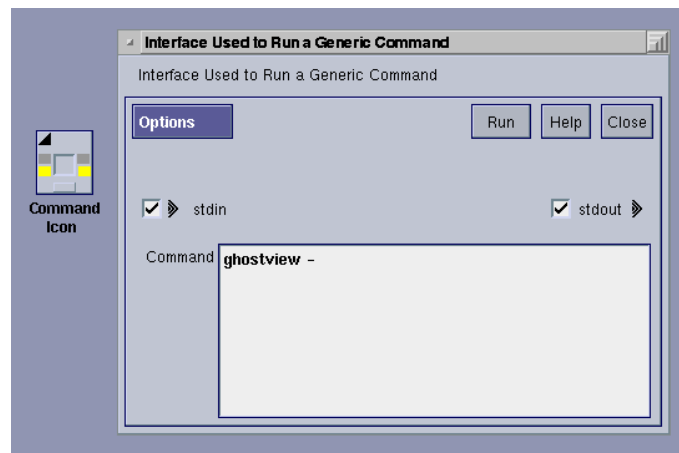 Interface Used to Run a Generic Command
Interface Used to Run a Generic Command
Options Run Help Close
Command
Icon
stdin stdout
Command ghostview -